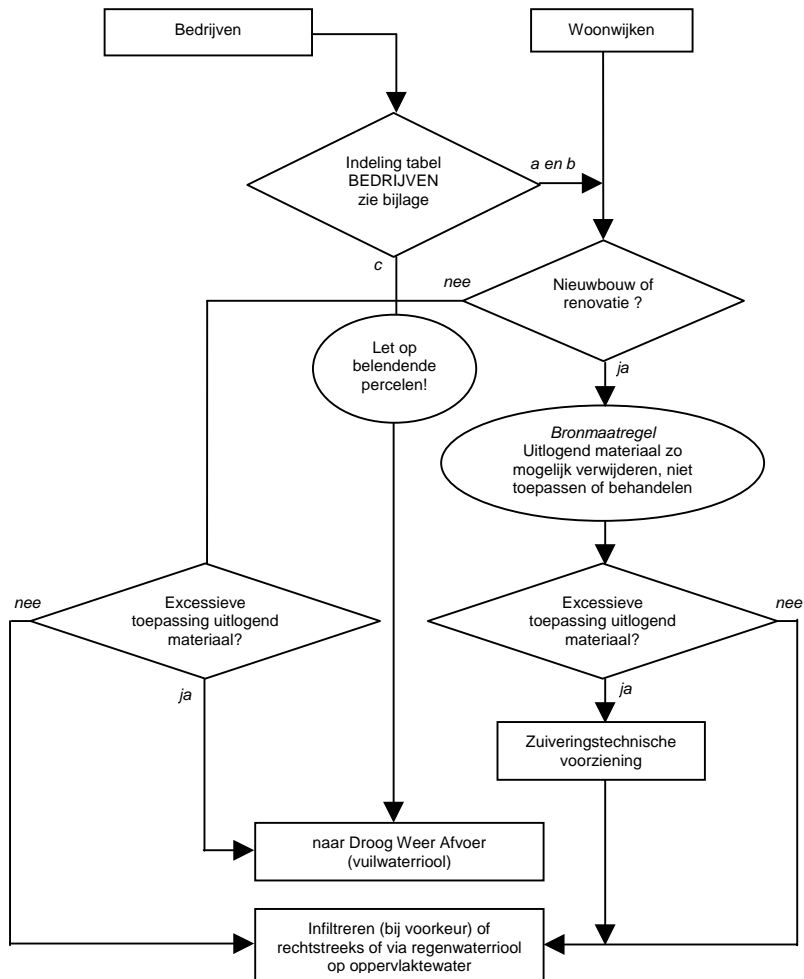 Bedrijven
Woonwijken
Indeling tabel
BEDRIJVEN
zie bijlage
a en b
c
nee
Nieuwbouw of
renovatie ?
ja
Let op
belendende
percelen!
Bronmaatregel
Uitlogend materiaal zo
mogelijk verwijderen, niet
toepassen of behandelen
nee
Excessieve
toepassing uitlogend
materiaal?
ja
Excessieve
toepassing uitlogend
materiaal?
nee
ja
Zuiveringstechnische
voorziening
naar Droog Weer Afvoer
(vuilwaterriool)
Infiltreren (bij voorkeur) of
rechtstreeks of via regenwaterriool
op oppervlaktewater